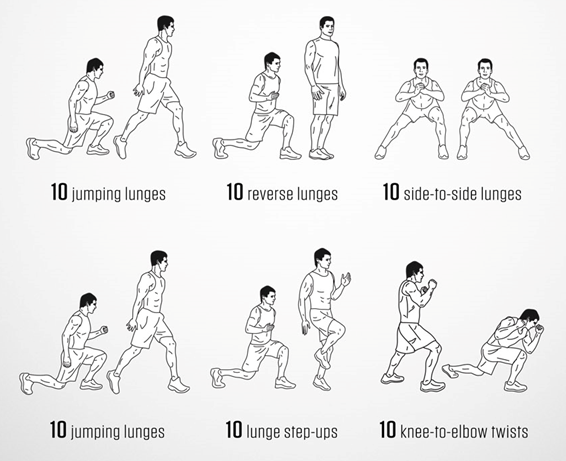 10 jumping lunges
10 reverse lunges
10 side-to-side lunges
10 jumping lunges
10 lunge step-ups
10 knee-to-elbow twists